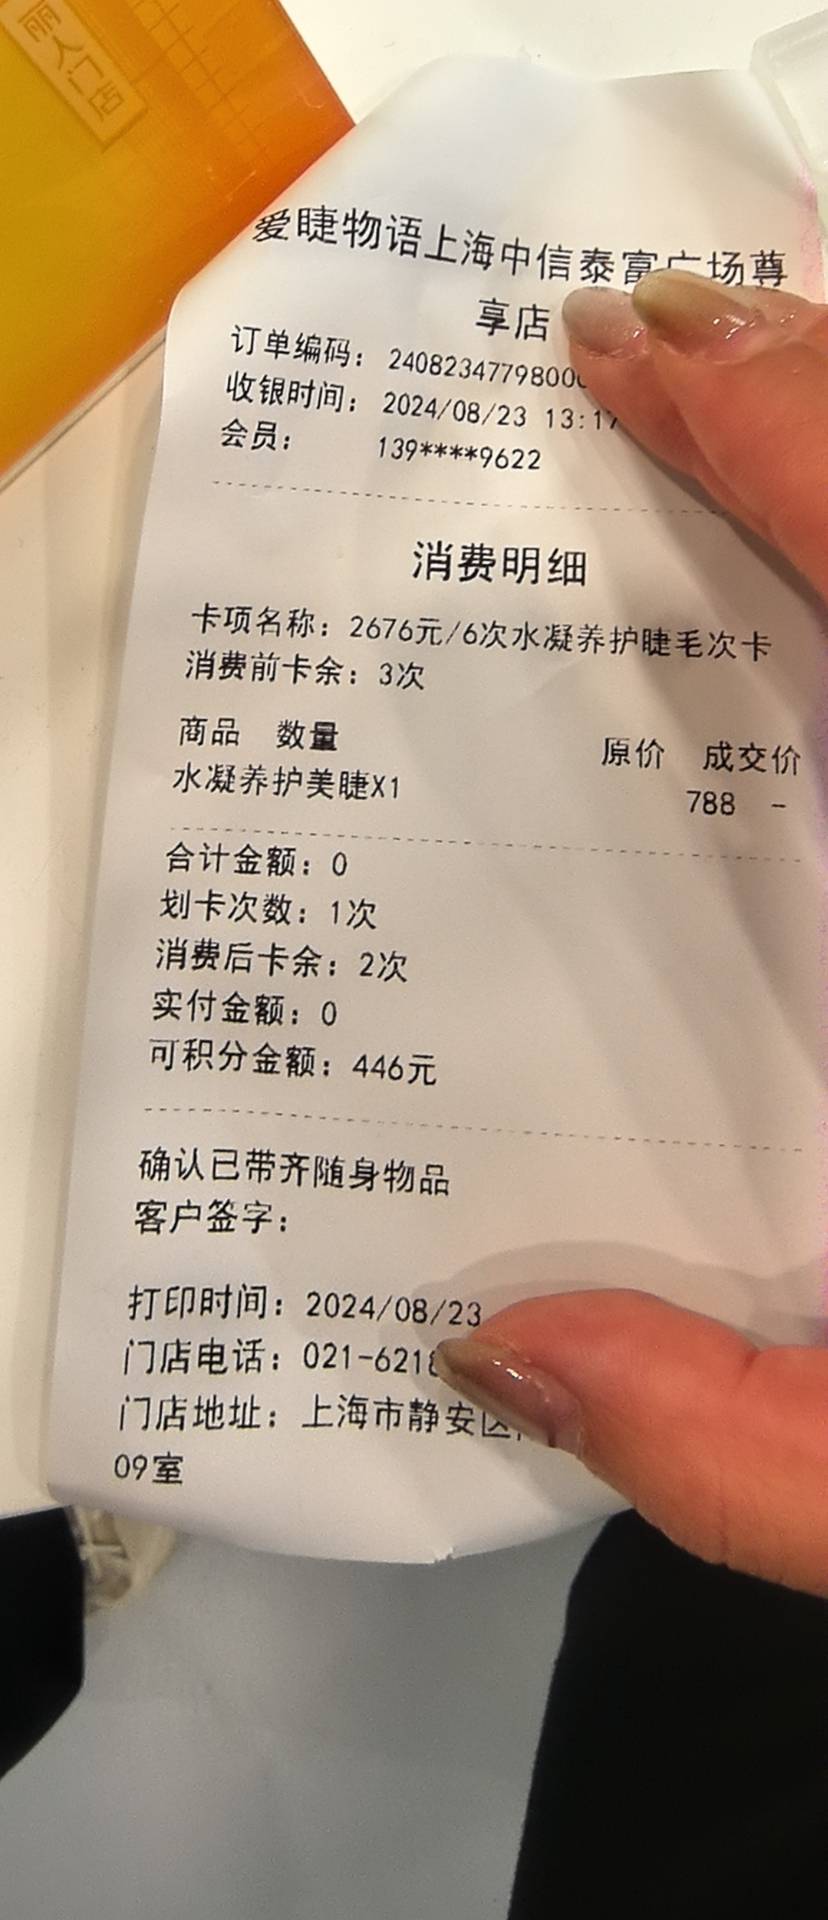 丽人门店
爱睫物语上海中信泰富广场尊
享店
订单编码: 2408234779800
收银时间: 2024/08/23 13:17
会员: 139****9622
消费明细
卡项名称: 2676元/6次水凝养护睫毛次卡
消费前卡余: 3次
商品 数量 原价 成交价
水凝养护美睫X1 788 -
合计金额: 0
划卡次数: 1次
消费后卡余: 2次
实付金额: 0
可积分金额: 446元
确认已带齐随身物品
客户签字:
打印时间: 2024/08/23
门店电话: 021-621
门店地址: 上海市静安区
09室